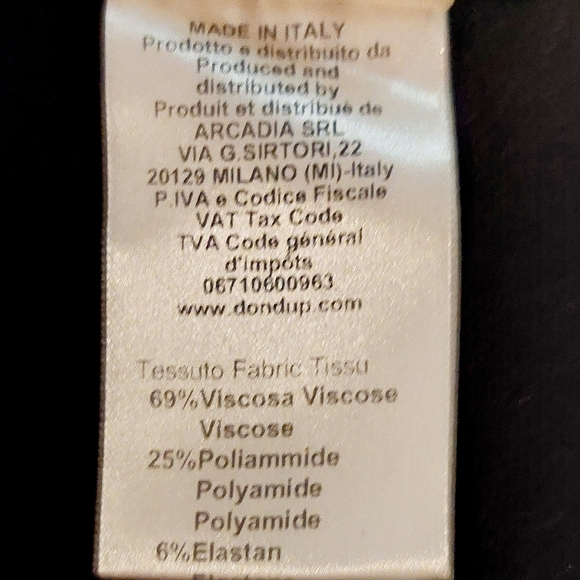 MADE IN ITALY
Prodotto e distribuito da
Produced and
distributed by
Produit et distribué de
ARCADIA SRL
VIA G.SIRTORI,22
20129 MILANO (MI)-Italy
P.IVA e Codice Fiscale
VAT Tax Code
TVA Code général
d'impôts
06710600963
www.dondup.com
Tessuto Fabric Tissu
69%Viscosa Viscose
Viscose
25%Poliammide
Polyamide
Polyamide
6%Elastan